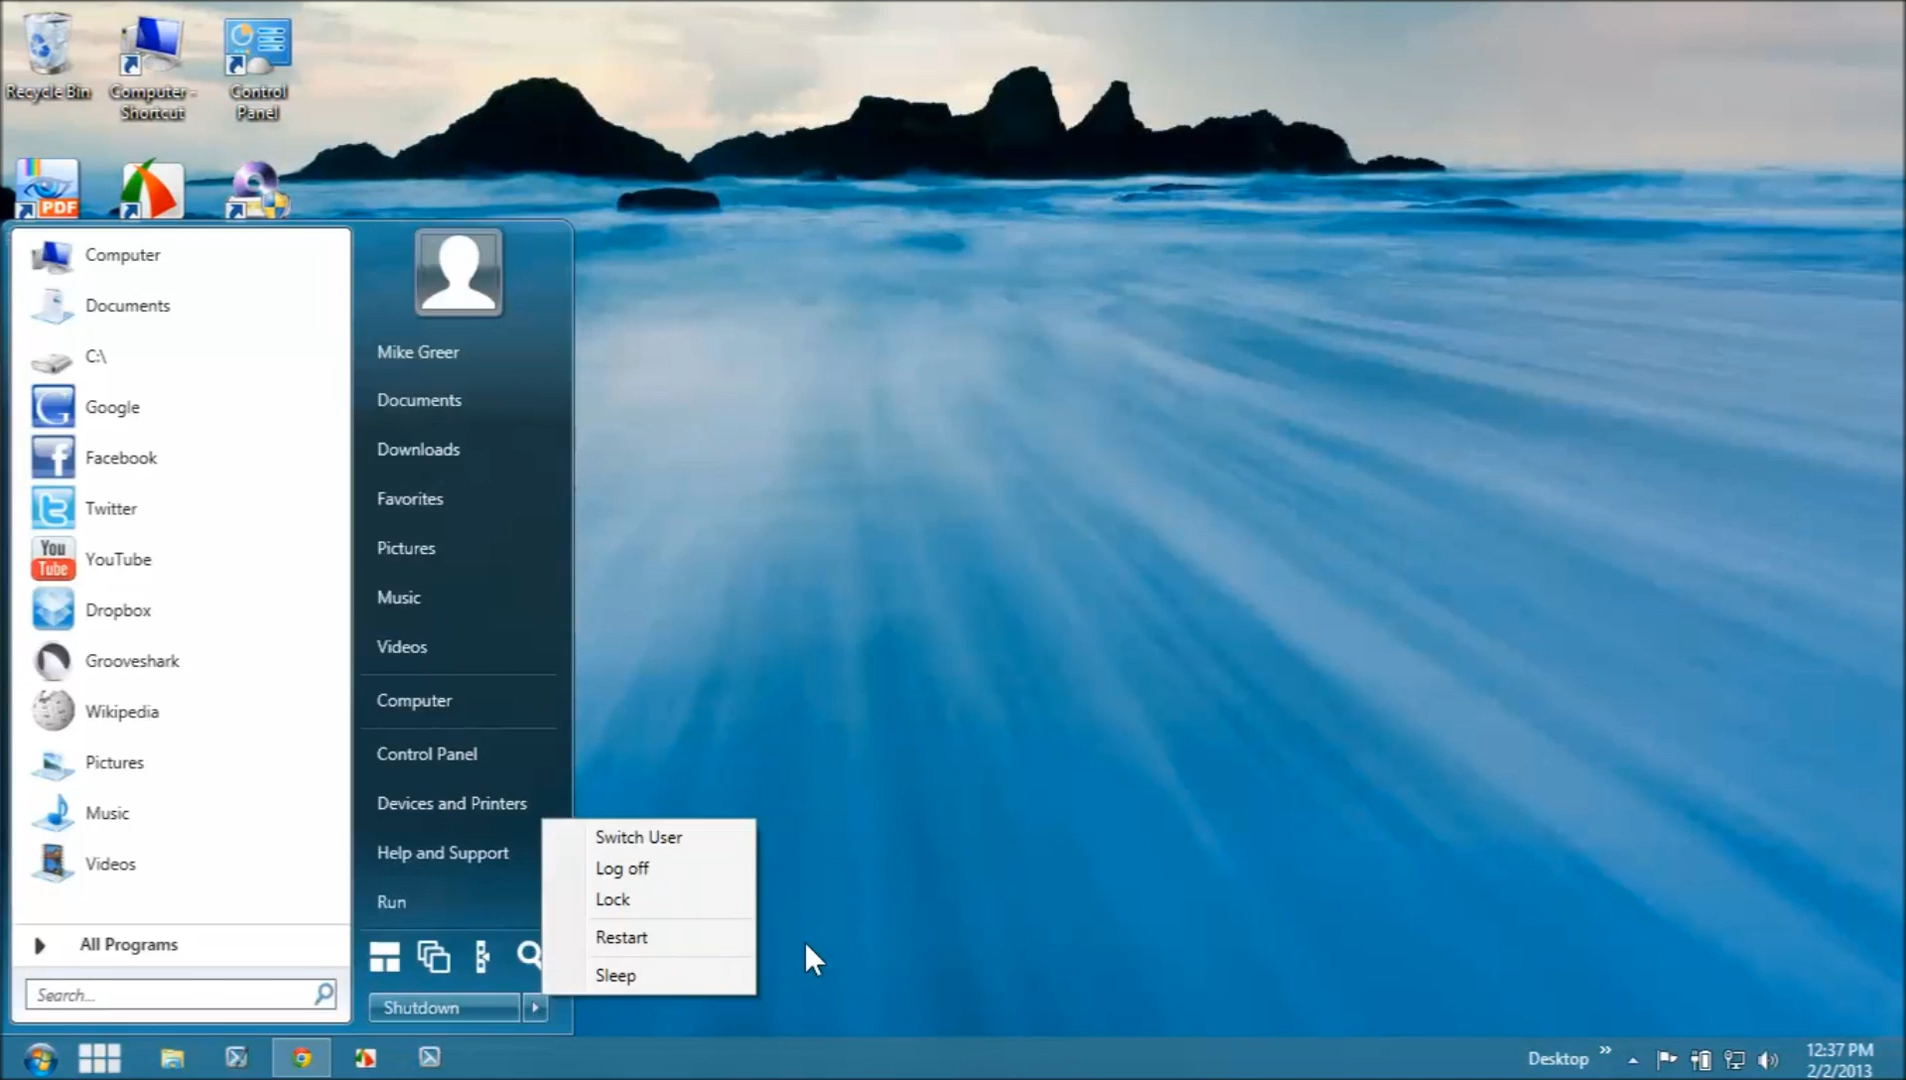 Recycle Bin
Computer - Shortcut
Control Panel
PDF
Computer
Documents
C:\
Google
Facebook
Twitter
You Tube
YouTube
Dropbox
Grooveshark
Wikipedia
Pictures
Music
Videos
All Programs
Search...
Mike Greer
Documents
Downloads
Favorites
Pictures
Music
Videos
Computer
Control Panel
Devices and Printers
Help and Support
Run
Shutdown
Switch User
Log off
Lock
Restart
Sleep
Desktop
12:37 PM
2/2/2013